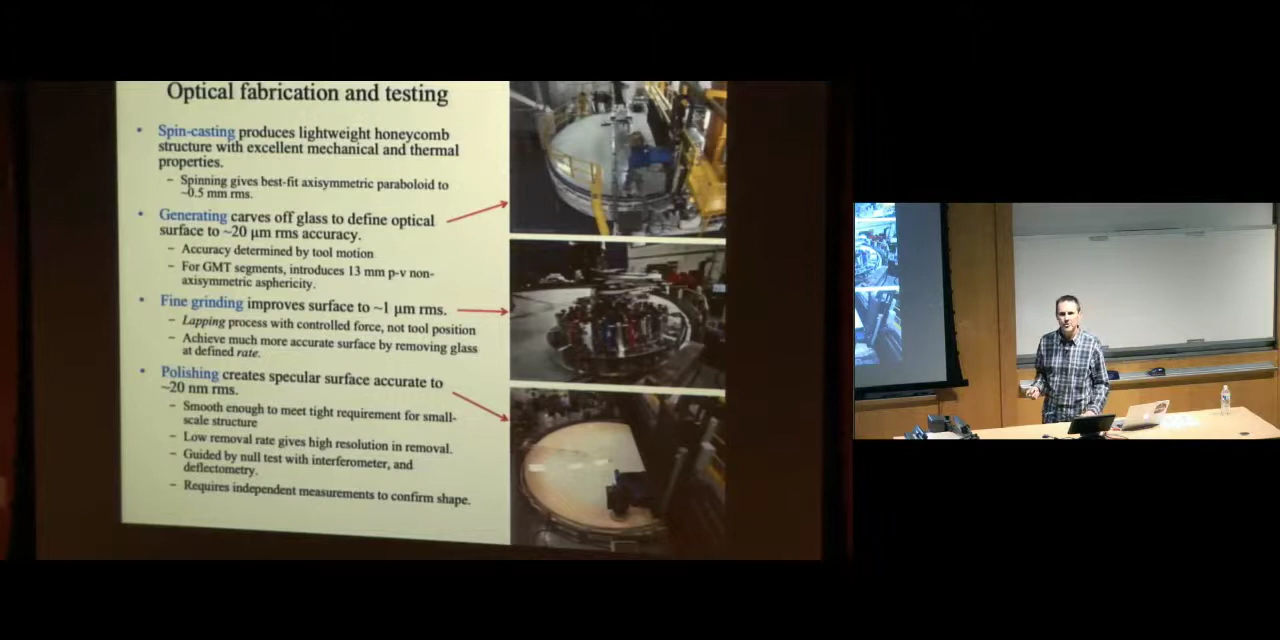 Optical fabrication and testing
• Spin-casting produces lightweight honeycomb
structure with excellent mechanical and thermal
properties.
– Spinning gives best-fit axisymmetric paraboloid to
~0.5 mm rms.
• Generating carves off glass to define optical
surface to ~20 µm rms accuracy.
– Accuracy determined by tool motion
– For GMT segments, introduces 13 mm p-v non-
axisymmetric asphericity.
• Fine grinding improves surface to ~1 µm rms.
– Lapping process with controlled force, not tool position
– Achieve much more accurate surface by removing glass
at defined rate.
• Polishing creates specular surface accurate to
~20 nm rms.
– Smooth enough to meet tight requirement for small-
scale structure
– Low removal rate gives high resolution in removal.
– Guided by null test with interferometer, and
deflectometry.
– Requires independent measurements to confirm shape.